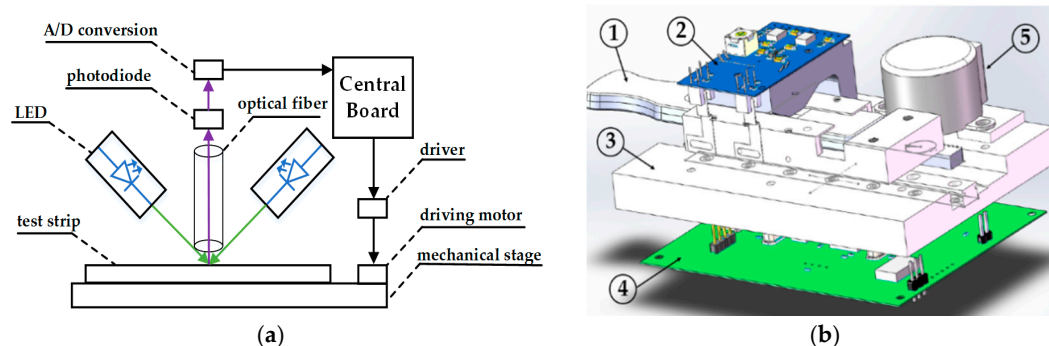 A/D conversion
photodiode
LED
optical fiber
Central
Board
driver
driving motor
mechanical stage
test strip
(a)
1
2
3
4
5
(b)